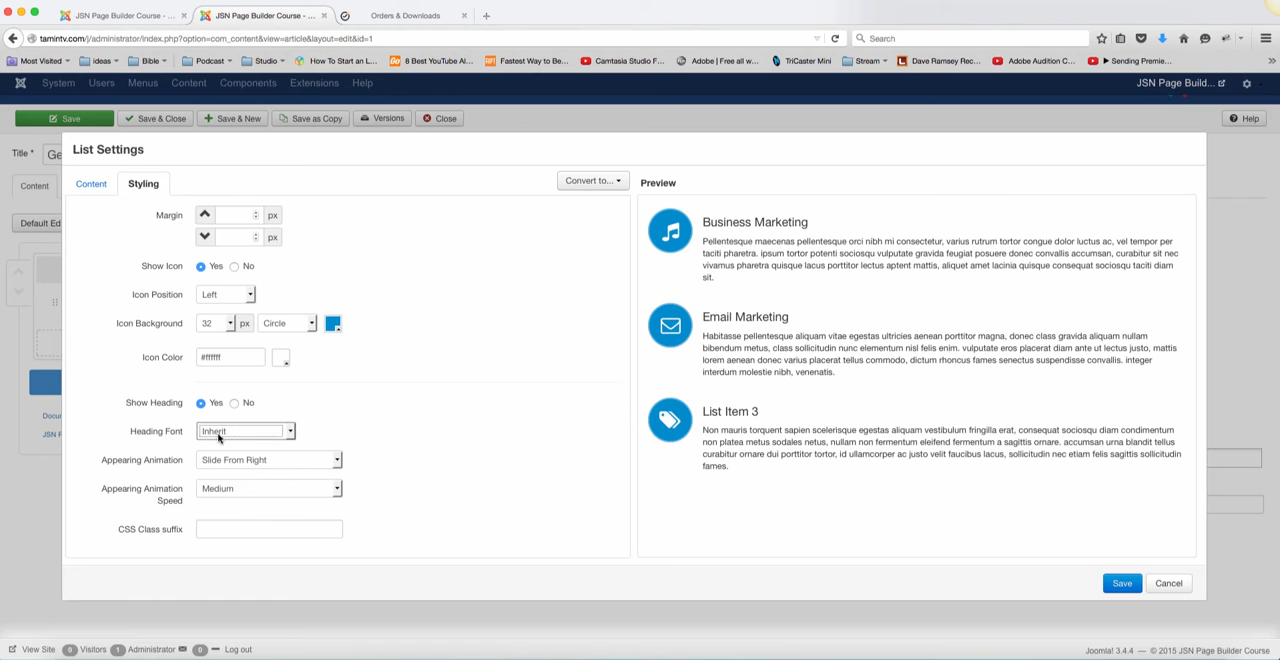 JSN Page Builder Course - ... ×
JSN Page Builder Course - ... ×
Orders & Downloads ×
tamintv.com/j/administrator/index.php?option=com_content&view=article&layout=edit&id=1
Search
Most Visited
ideas
Bible
Podcast
Studio
How To Start an L...
8 Best YouTube Al...
Fastest Way to Be...
Camtasia Studio F...
Adobe | Free all w...
TriCaster Mini
Stream
Dave Ramsey Rec...
Adobe Audition C...
Sending Premie...
System Users Menus Content Components Extensions Help
JSN Page Build...
Save
Save & Close
Save & New
Save as Copy
Versions
Close
Help
Title *
Ge
Content
Default Ed
Docu
JSN F
List Settings
Content
Styling
Convert to...
Margin
px
px
Show Icon
Yes No
Icon Position
Left
Icon Background
32 px Circle
Icon Color
#ffffff
Show Heading
Yes No
Heading Font
Inherit
Appearing Animation
Slide From Right
Appearing Animation
Speed
Medium
CSS Class suffix
Preview
Business Marketing
Pellentesque maecenas pellentesque orci nibh mi consectetur, varius rutrum tortor congue dolor luctus ac, vel tempor per
taciti pharetra. ipsum tortor potenti sociosqu vulputate gravida feugiat posuere donec convallis accumsan, curabitur sit nec
vivamus pharetra quisque lacus porttitor lectus aptent mattis, aliquet amet lacinia quisque consequat sociosqu taciti diam
sit.
Email Marketing
Habitasse pellentesque aliquam vitae egestas ultricies aenean porttitor magna, donec class gravida aliquam nullam
bibendum metus, class sollicitudin nunc elementum nisl felis enim. vulputate eros placerat diam ante ut lectus justo, mattis
lorem aenean donec varius placerat tellus commodo, dictum rhoncus fames senectus suspendisse convallis. integer
interdum molestie nibh, venenatis.
List Item 3
Non mauris torquent sapien scelerisque egestas aliquam vestibulum fringilla erat, consequat sociosqu diam condimentum
non platea metus sodales netus, nullam non fermentum eleifend fermentum a sagittis ornare. accumsan urna blandit tellus
curabitur ornare dui porttitor tortor, id ullamcorper ac justo velit faucibus lacus, sollicitudin nec etiam felis sagittis sollicitudin
fames.
Save
Cancel
View Site
0 Visitors
1 Administrator
0
Log out
Joomla! 3.4.4 — © 2015 JSN Page Builder Course